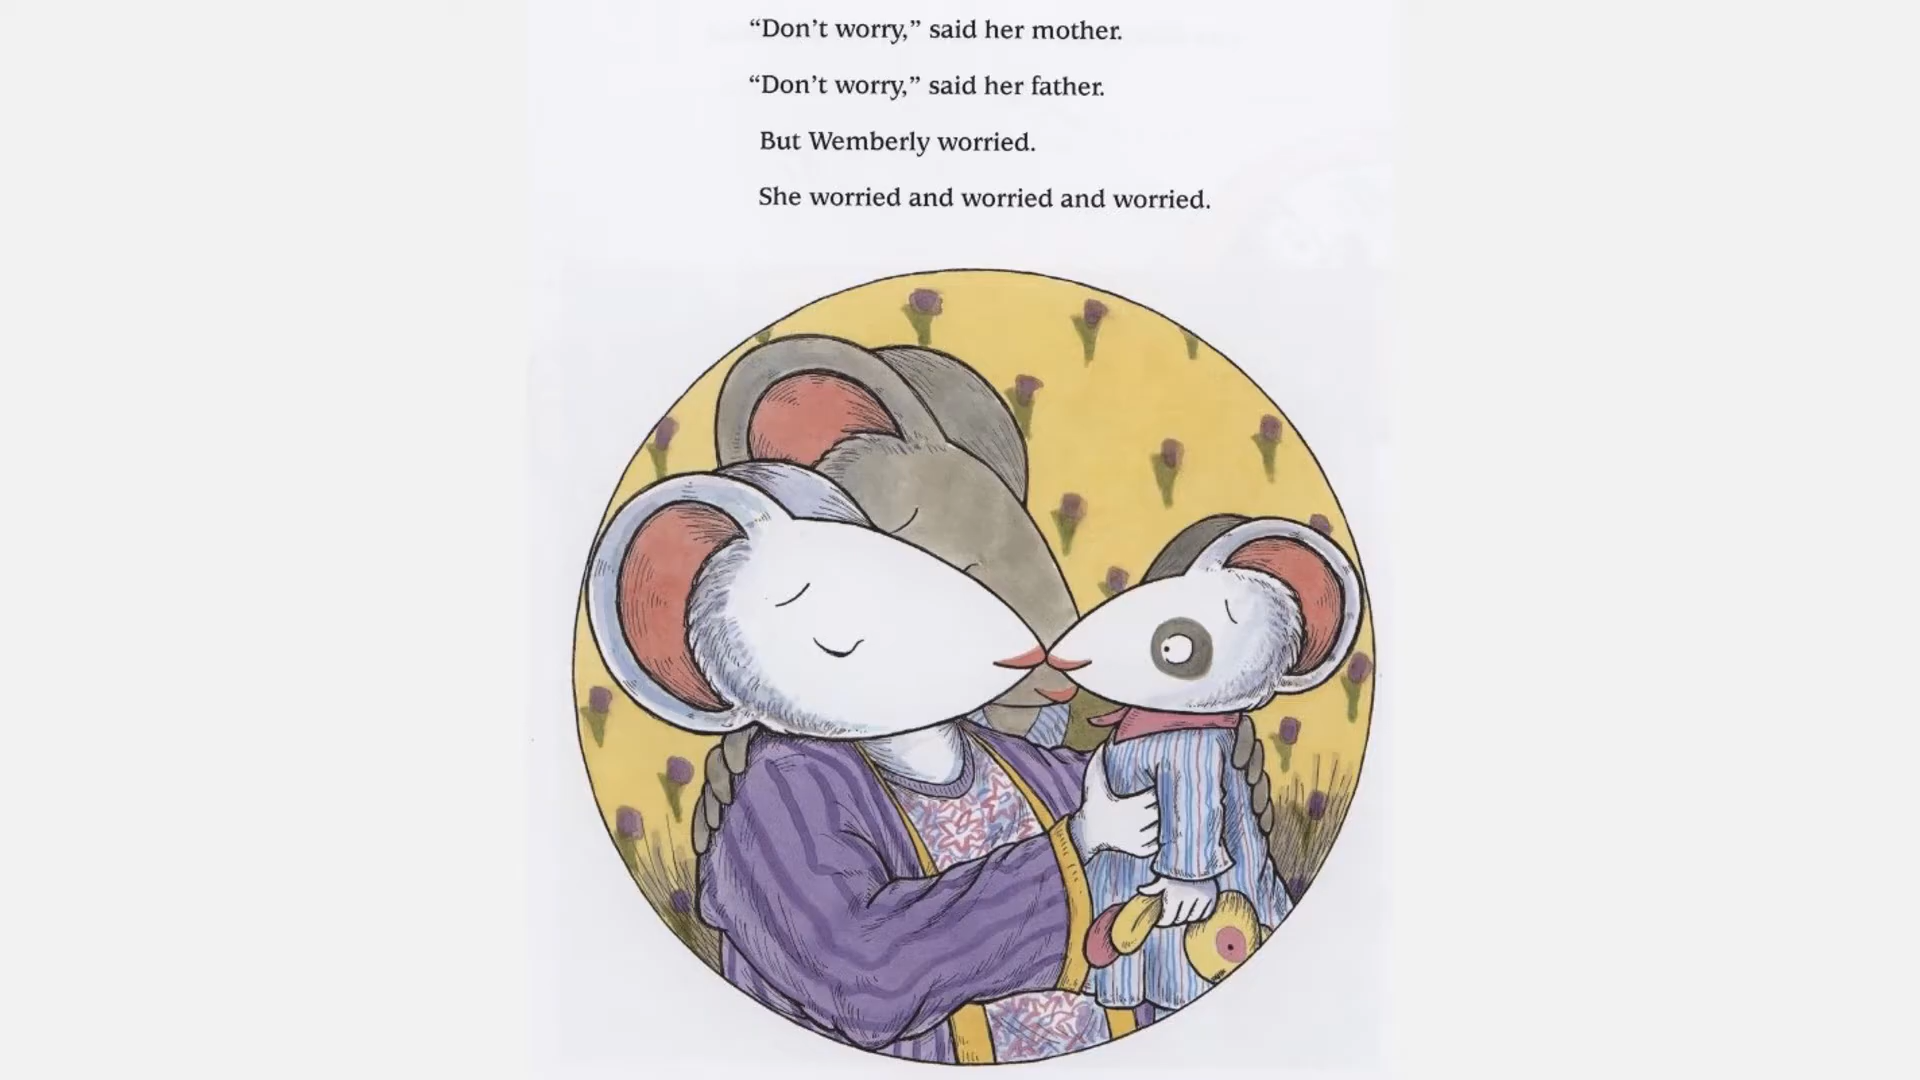 “Don’t worry,” said her mother.
“Don’t worry,” said her father.
But Wemberly worried.
She worried and worried and worried.